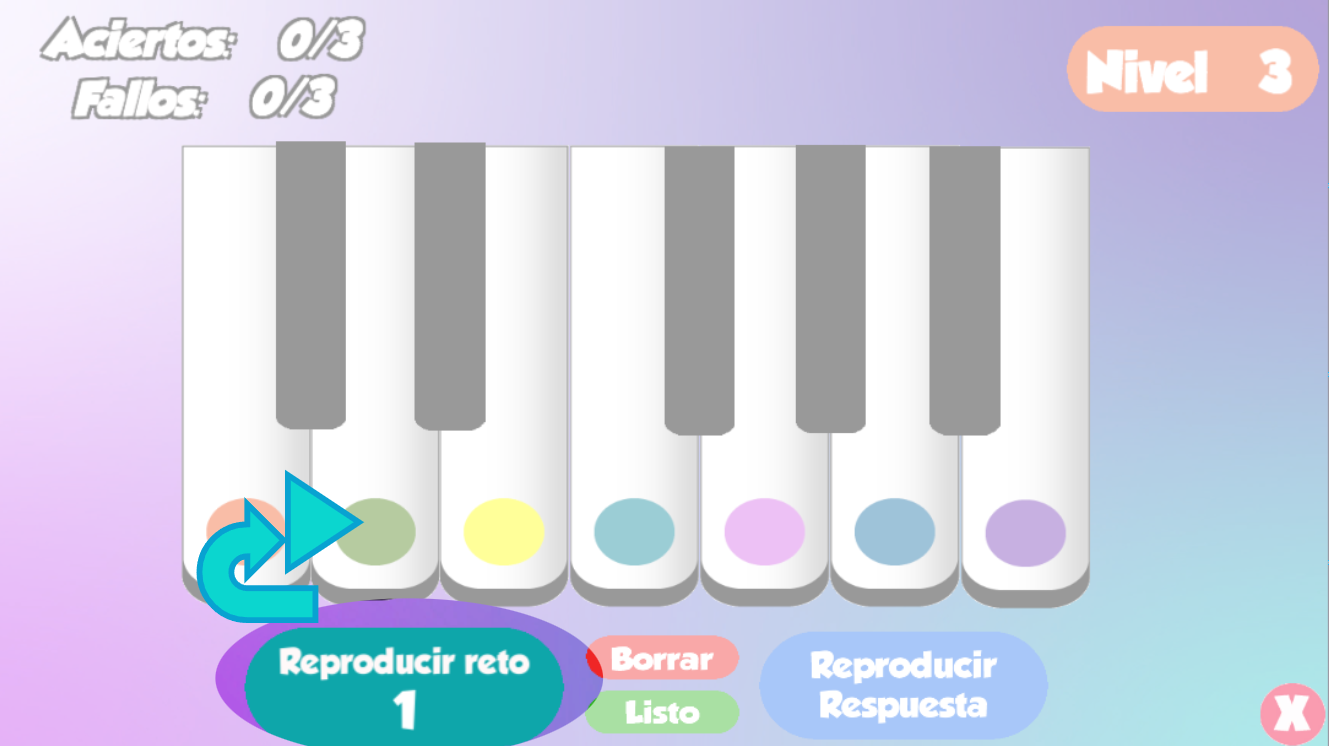 Aciertos: 0/3
Fallos: 0/3
Nivel 3
Reproducir reto
1
Borrar
Listo
Reproducir
Respuesta
X